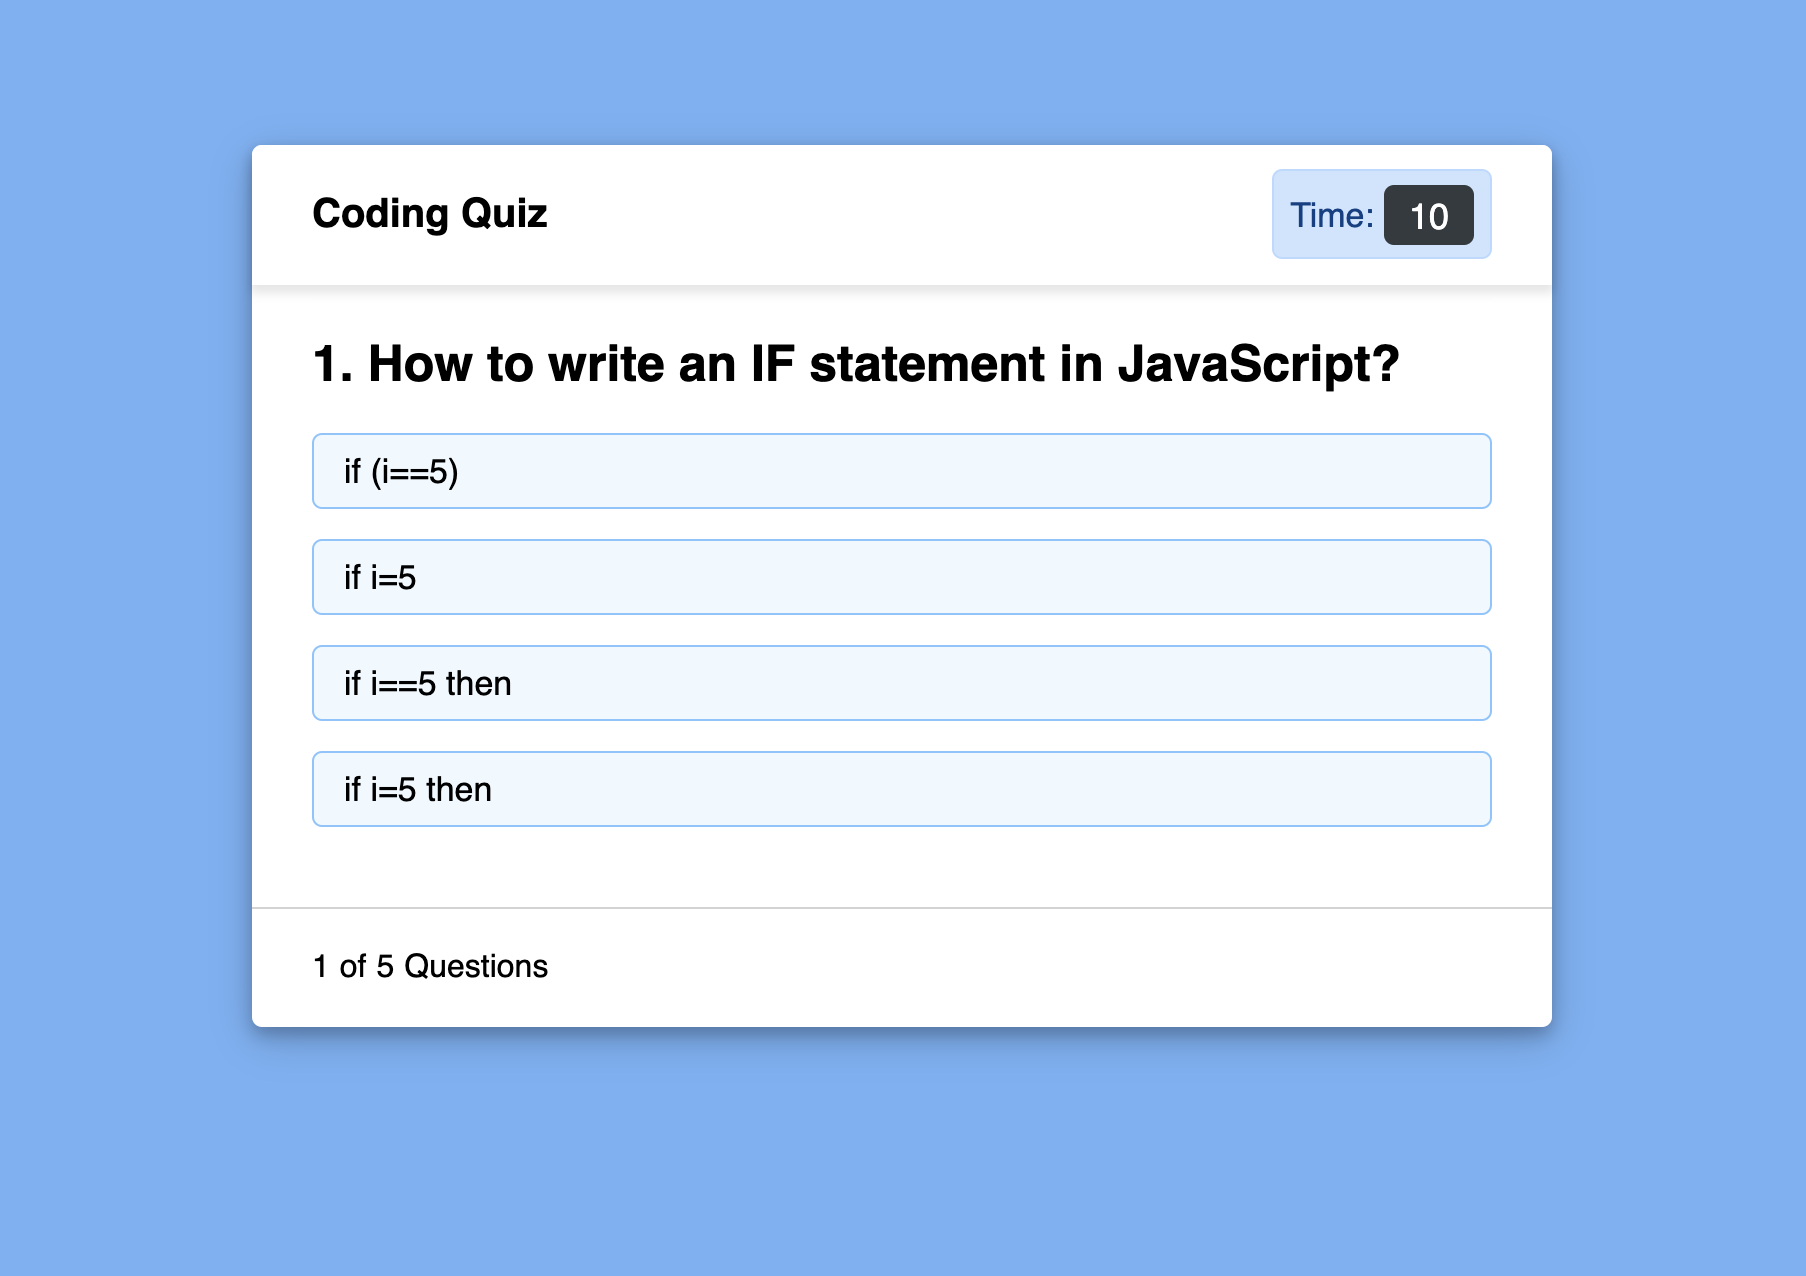 Coding Quiz
Time: 10
1. How to write an IF statement in JavaScript?
if (i==5)
if i=5
if i==5 then
if i=5 then
1 of 5 Questions